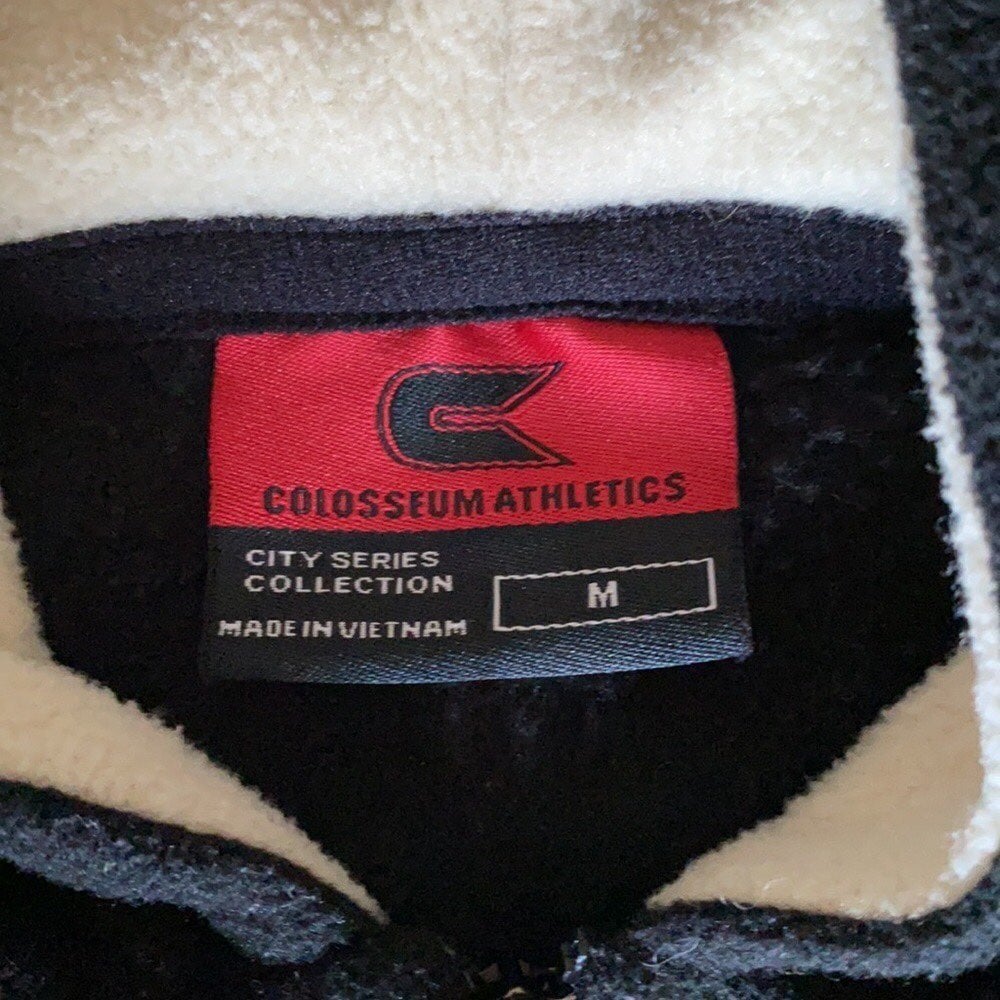 COLOSSEUM ATHLETICS
CITY SERIES
COLLECTION
M
MADE IN VIETNAM